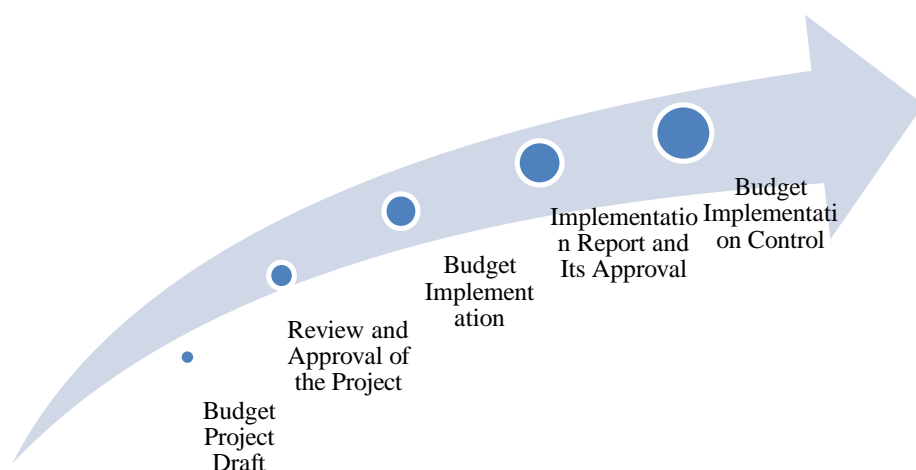 Budget
Project
Draft
Review and
Approval of
the Project
Budget
Implement
ation
Implementatio
n Report and
Its Approval
Budget
Implementati
on Control